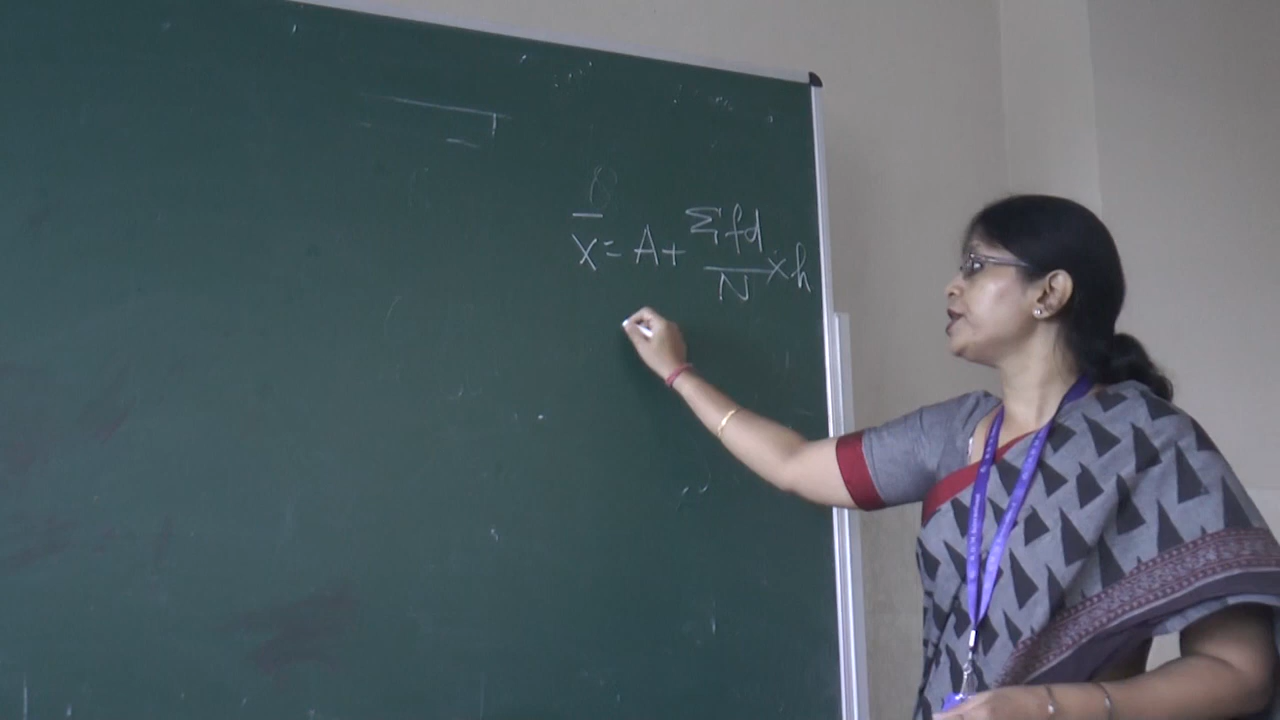 x̄ = A + Σfd/N × h